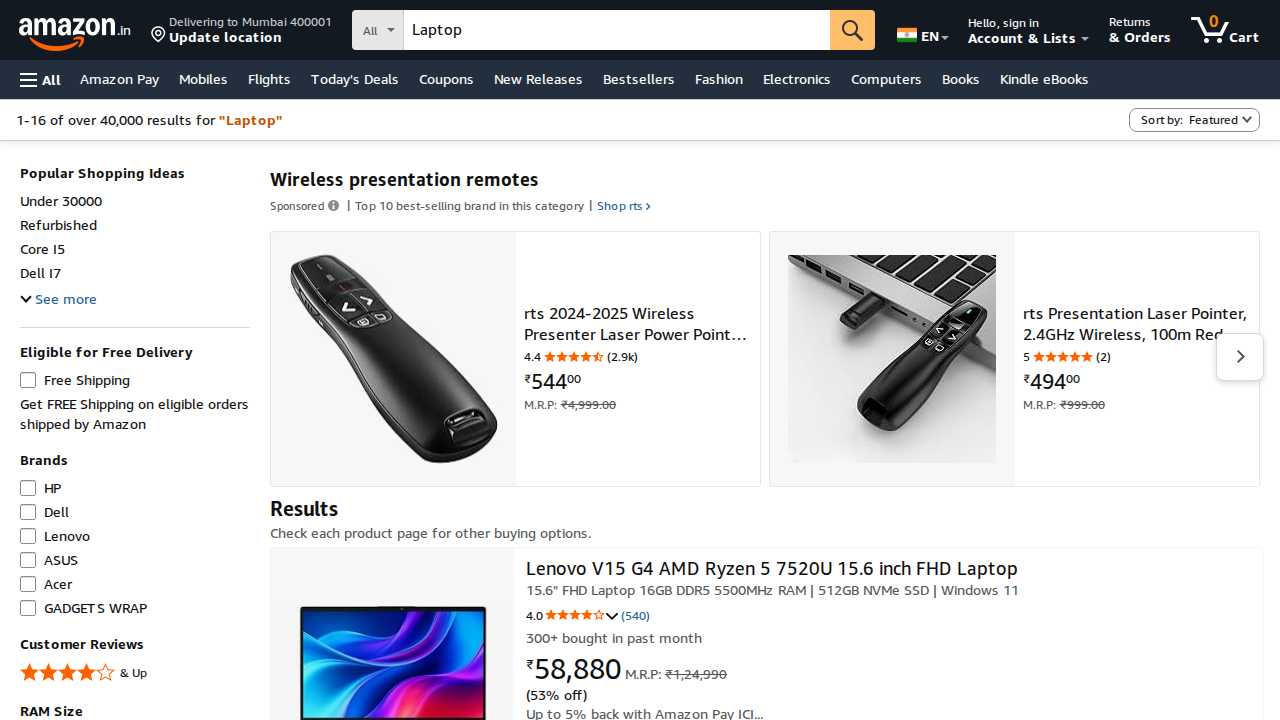 amazon.in
Delivering to Mumbai 400001
Update location
All
Laptop
EN
Hello, sign in
Account & Lists
Returns
& Orders
0
Cart
All
Amazon Pay
Mobiles
Flights
Today's Deals
Coupons
New Releases
Bestsellers
Fashion
Electronics
Computers
Books
Kindle eBooks
1-16 of over 40,000 results for "Laptop"
Sort by: Featured
Popular Shopping Ideas
Under 30000
Refurbished
Core I5
Dell I7
See more
Eligible for Free Delivery
Free Shipping
Get FREE Shipping on eligible orders
shipped by Amazon
Brands
HP
Dell
Lenovo
ASUS
Acer
GADGETS WRAP
Customer Reviews
& Up
RAM Size
Wireless presentation remotes
Sponsored | Top 10 best-selling brand in this category | Shop rts
rts 2024-2025 Wireless
Presenter Laser Power Point…
4.4 (2.9k)
₹54400
M.R.P: ₹4,999.00
rts Presentation Laser Pointer,
2.4GHz Wireless, 100m Red
5 (2)
₹49400
M.R.P: ₹999.00
Results
Check each product page for other buying options.
Lenovo V15 G4 AMD Ryzen 5 7520U 15.6 inch FHD Laptop
15.6" FHD Laptop 16GB DDR5 5500MHz RAM | 512GB NVMe SSD | Windows 11
4.0 (540)
300+ bought in past month
₹58,880 M.R.P: ₹1,24,990
(53% off)
Up to 5% back with Amazon Pay ICI…